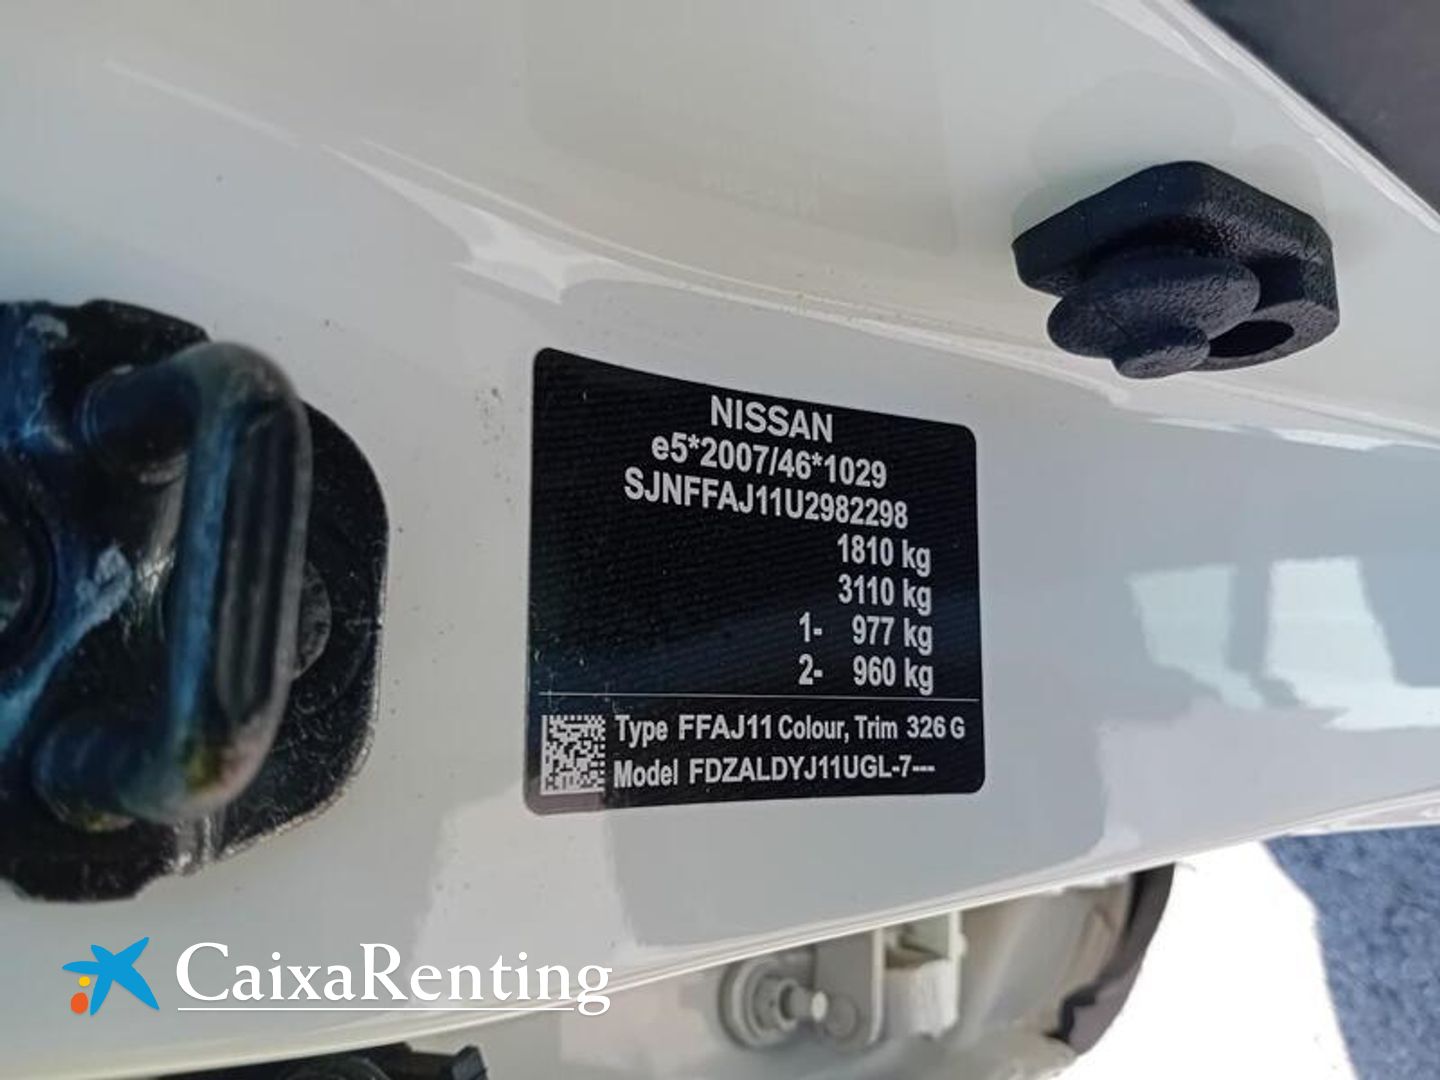 NISSAN
e5*2007/46*1029
SJNFFAJ11U2982298
1810 kg
3110 kg
1- 977 kg
2- 960 kg
Type FFAJ11 Colour, Trim 326 G
Model FDZALDYJ11UGL-7---
CaixaRenting